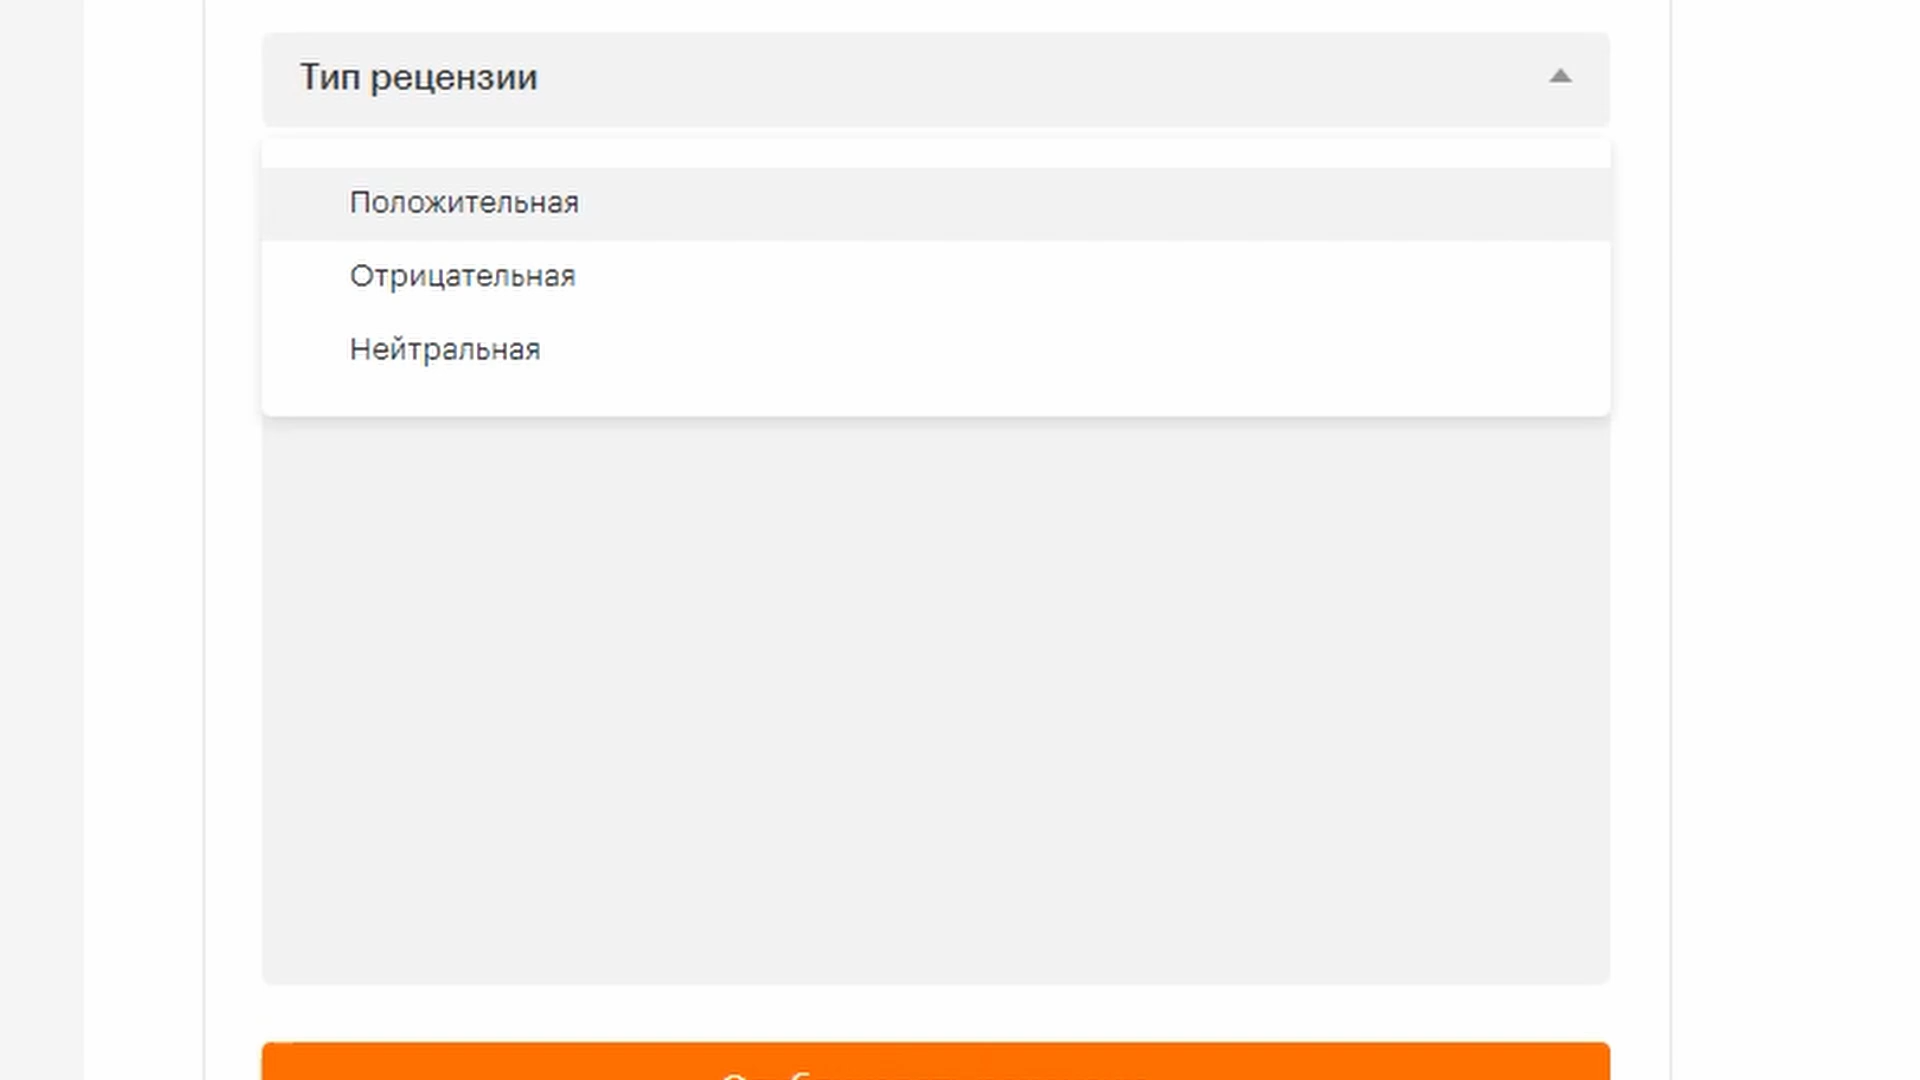 Тип рецензии
Положительная
Отрицательная
Нейтральная